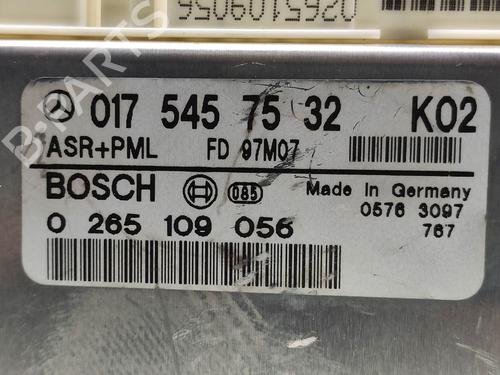 0265109056
017 545 75 32 K02
ASR+PML FD 97M07
BOSCH 085 Made in Germany
0576 3097
0 265 109 056 767
B-PARTS